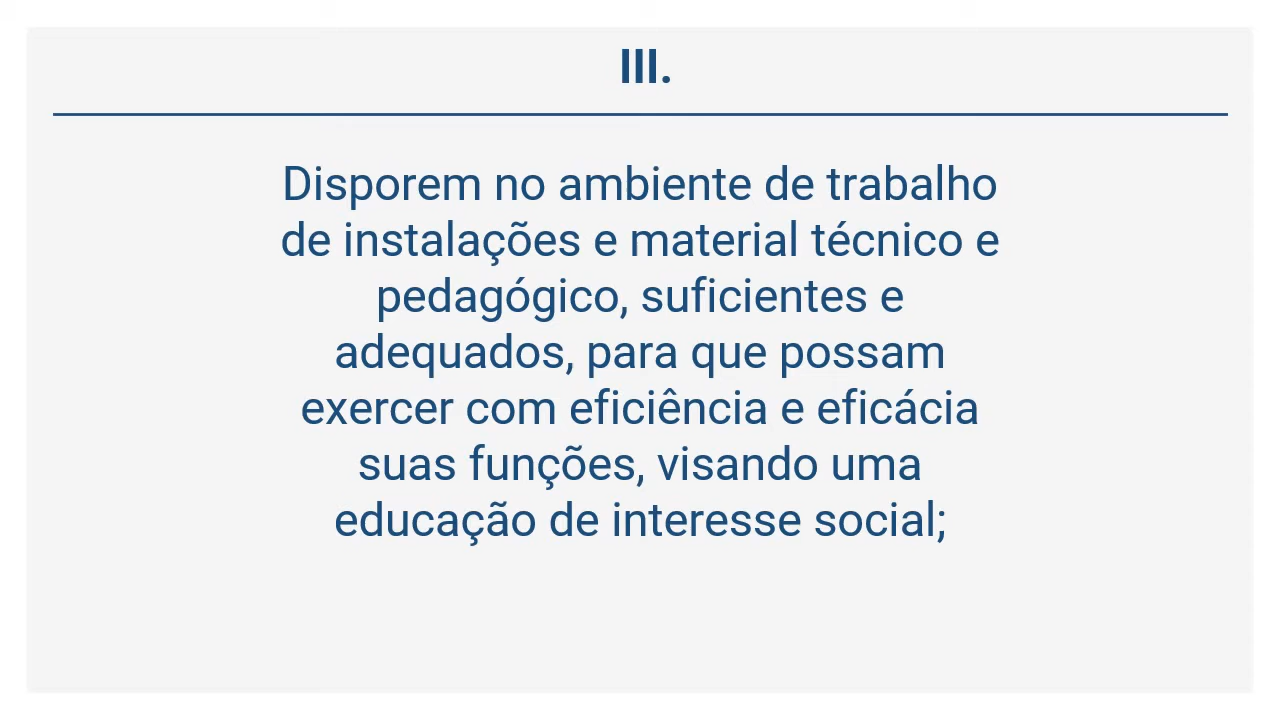 III.
Disporem no ambiente de trabalho
de instalações e material técnico e
pedagógico, suficientes e
adequados, para que possam
exercer com eficiência e eficácia
suas funções, visando uma
educação de interesse social;